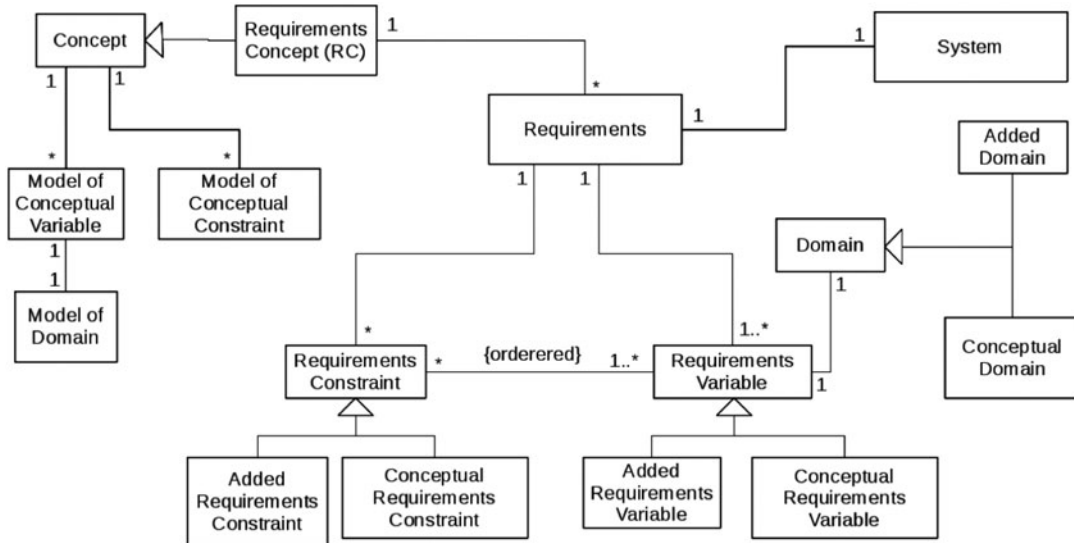 Concept
Requirements
Concept (RC)
System
1
1
1
1
*
1
Requirements
1
*
*
1
1
Added
Domain
Model of
Conceptual
Variable
Model of
Conceptual
Constraint
Domain
1
1
1
Model of
Domain
*
1..*
Requirements
Constraint
*
{orderered}
1..*
Requirements
Variable
1
Conceptual
Domain
Added
Requirements
Constraint
Conceptual
Requirements
Constraint
Added
Requirements
Variable
Conceptual
Requirements
Variable